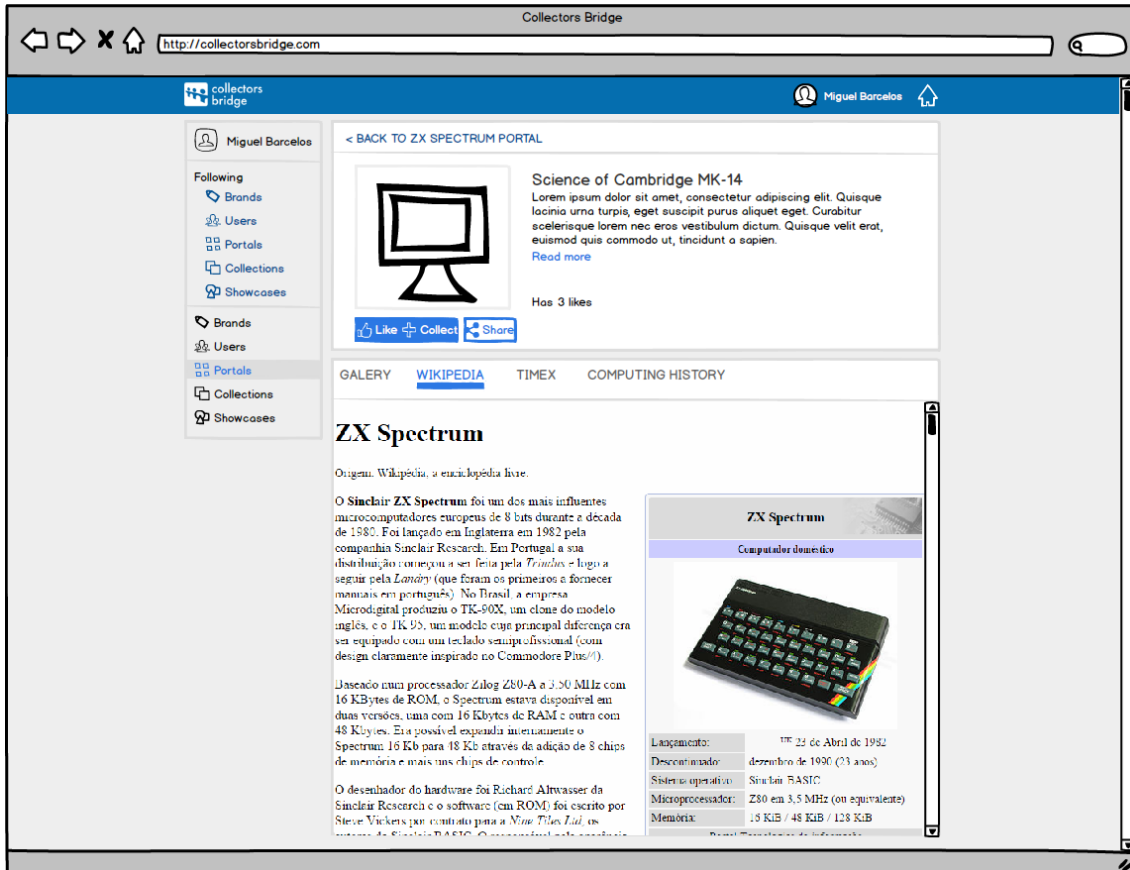 Collectors Bridge
http://collectorsbridge.com
collectors
bridge
Miguel Barcelos
Miguel Barcelos
Following
Brands
Users
Portals
Collections
Showcases
Brands
Users
Portals
Collections
Showcases
< BACK TO ZX SPECTRUM PORTAL
Science of Cambridge MK-14
Lorem ipsum dolor sit amet, consectetur adipiscing elit. Quisque
lacinia urna turpis, eget suscipit purus aliquet eget. Curabitur
scelerisque lorem nec eros vestibulum dictum. Quisque velit erat,
euismod quis commodo ut, tincidunt a sapien.
Read more
Has 3 likes
Like Collect Share
GALERY WIKIPEDIA TIMEX COMPUTING HISTORY
ZX Spectrum
Origem: Wikipédia, a enciclopédia livre.
O Sinclair ZX Spectrum foi um dos mais influentes
microcomputadores europeus de 8 bits durante a década
de 1980. Foi lançado em Inglaterra em 1982 pela
companhia Sinclair Research. Em Portugal a sua
distribuição começou a ser feita pela Triudus e logo a
seguir pela Landry (que foram os primeiros a fornecer
manuais em português). No Brasil, a empresa
Microdigital produziu o TK-90X, um clone do modelo
inglês, e o TK 95, um modelo cuja principal diferença era
ser equipado com um teclado semiprofissional (com
design claramente inspirado no Commodore Plus/4).
Baseado num processador Zilog Z80-A a 3,50 MHz com
16 KBytes de ROM, o Spectrum estava disponível em
duas versões, uma com 16 Kbytes de RAM e outra com
48 Kbytes. Era possível expandir internamente o
Spectrum 16 Kb para 48 Kb através da adição de 8 chips
de memória e mais uns chips de controle.
O desenhador do hardware foi Richard Altwasser da
Sinclair Research e o software (em ROM) foi escrito por
Steve Vickers por contrato para a Nine Tiles Ltd, os
ZX Spectrum
Computador doméstico
Lançamento: UK 23 de Abril de 1982
Descontinuado: dezembro de 1990 (23 anos)
Sistema operativo Sinclair BASIC
Microprocessador: Z80 em 3,5 MHz (ou equivalente)
Memória: 16 KiB / 48 KiB / 128 KiB